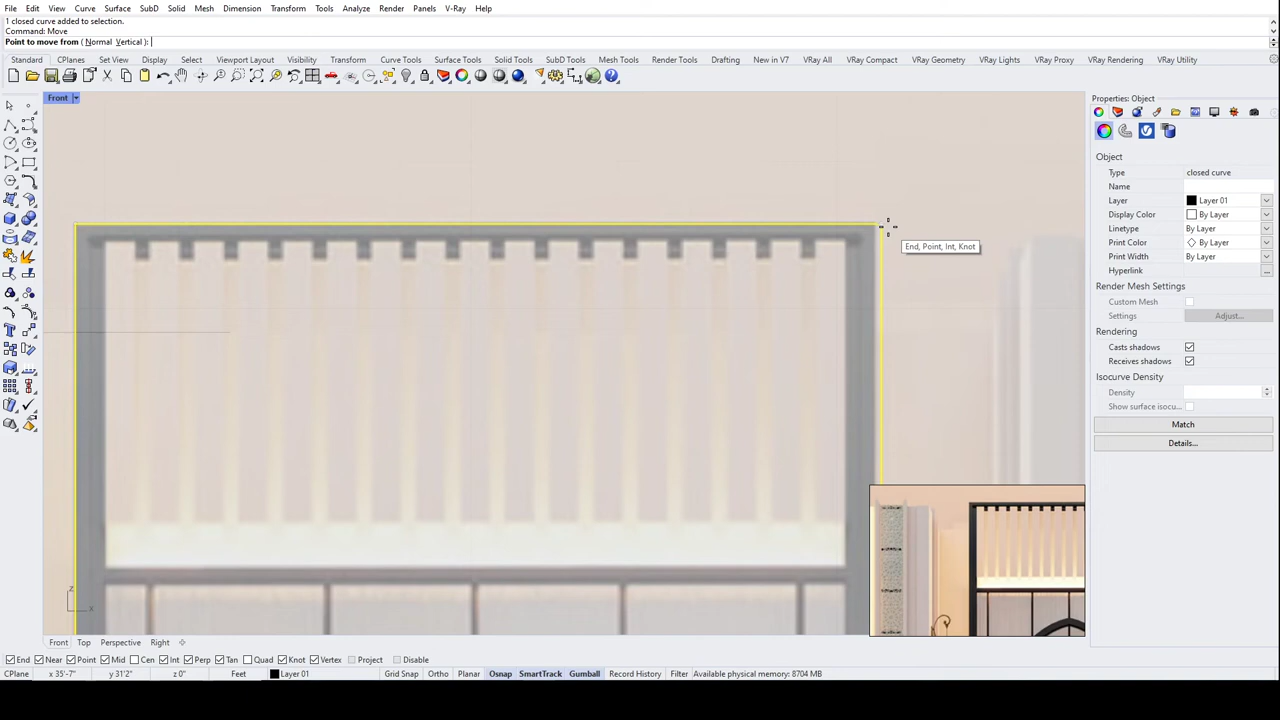 File Edit View Curve Surface SubD Solid Mesh Dimension Transform Tools Analyze Render Panels V-Ray Help
1 closed curve added to selection.
Command: Move
Point to move from ( Normal Vertical ):
Standard CPlanes Set View Display Select Viewport Layout Visibility Transform Curve Tools Surface Tools Solid Tools SubD Tools Mesh Tools Render Tools Drafting New in V7 VRay All VRay Compact VRay Geometry VRay Lights VRay Proxy VRay Rendering VRay Utility
Front
Properties: Object
Object
Type closed curve
Name
Layer Layer 01
Display Color By Layer
Linetype By Layer
Print Color By Layer
Print Width By Layer
Hyperlink ...
Render Mesh Settings
Custom Mesh
Settings Adjust...
Rendering
Casts shadows
Receives shadows
Isocurve Density
Density
Show surface isocu...
Match
Details...
End, Point, Int, Knot
z
x
Front Top Perspective Right
End Near Point Mid Cen Int Perp Tan Quad Knot Vertex Project Disable
CPlane x 35'-7" y 31'2" z 0" Feet Layer 01 Grid Snap Ortho Planar Osnap SmartTrack Gumball Record History Filter Available physical memory: 8704 MB